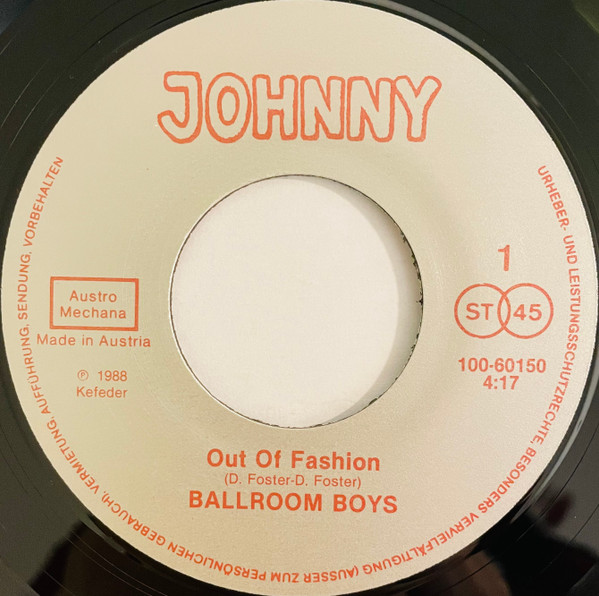 JOHNNY
Austro
Mechana
Made in Austria
℗ 1988
Kefeder
1
ST 45
100-60150
4:17
Out Of Fashion
(D. Foster-D. Foster)
BALLROOM BOYS
URHEBER- UND LEISTUNGSSCHUTZRECHTE, BESONDERS VERVIELFÄLTIGUNG (AUSSER ZUM PERSÖNLICHEN GEBRAUCH), VERMIETUNG, AUFFÜHRUNG, SENDUNG, VORBEHALTEN